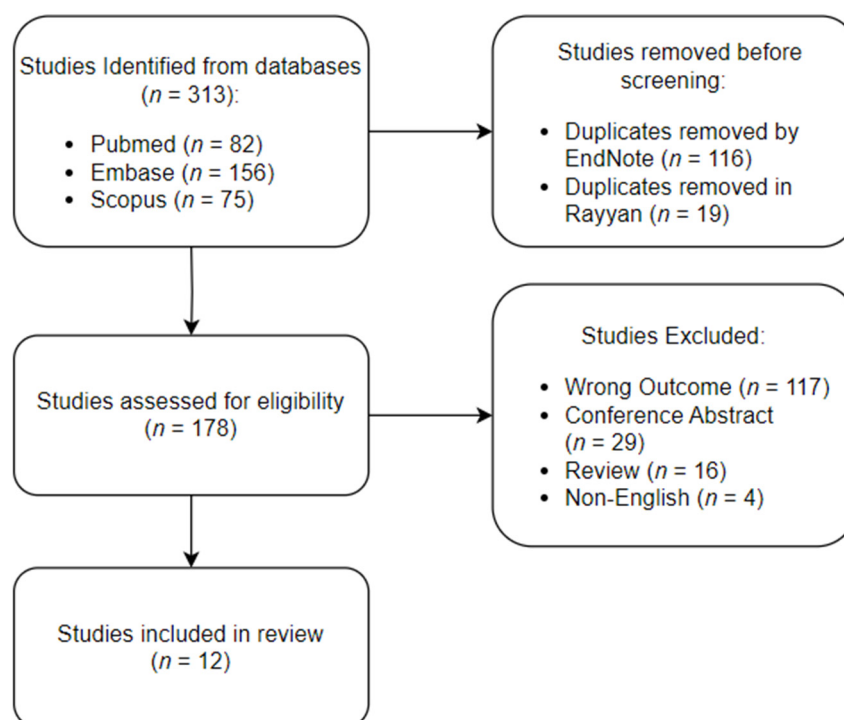 Studies Identified from databases
(n = 313):
• Pubmed (n = 82)
• Embase (n = 156)
• Scopus (n = 75)
Studies removed before
screening:
• Duplicates removed by
EndNote (n = 116)
• Duplicates removed in
Rayyan (n = 19)
Studies assessed for eligibility
(n = 178)
Studies Excluded:
• Wrong Outcome (n = 117)
• Conference Abstract
(n = 29)
• Review (n = 16)
• Non-English (n = 4)
Studies included in review
(n = 12)